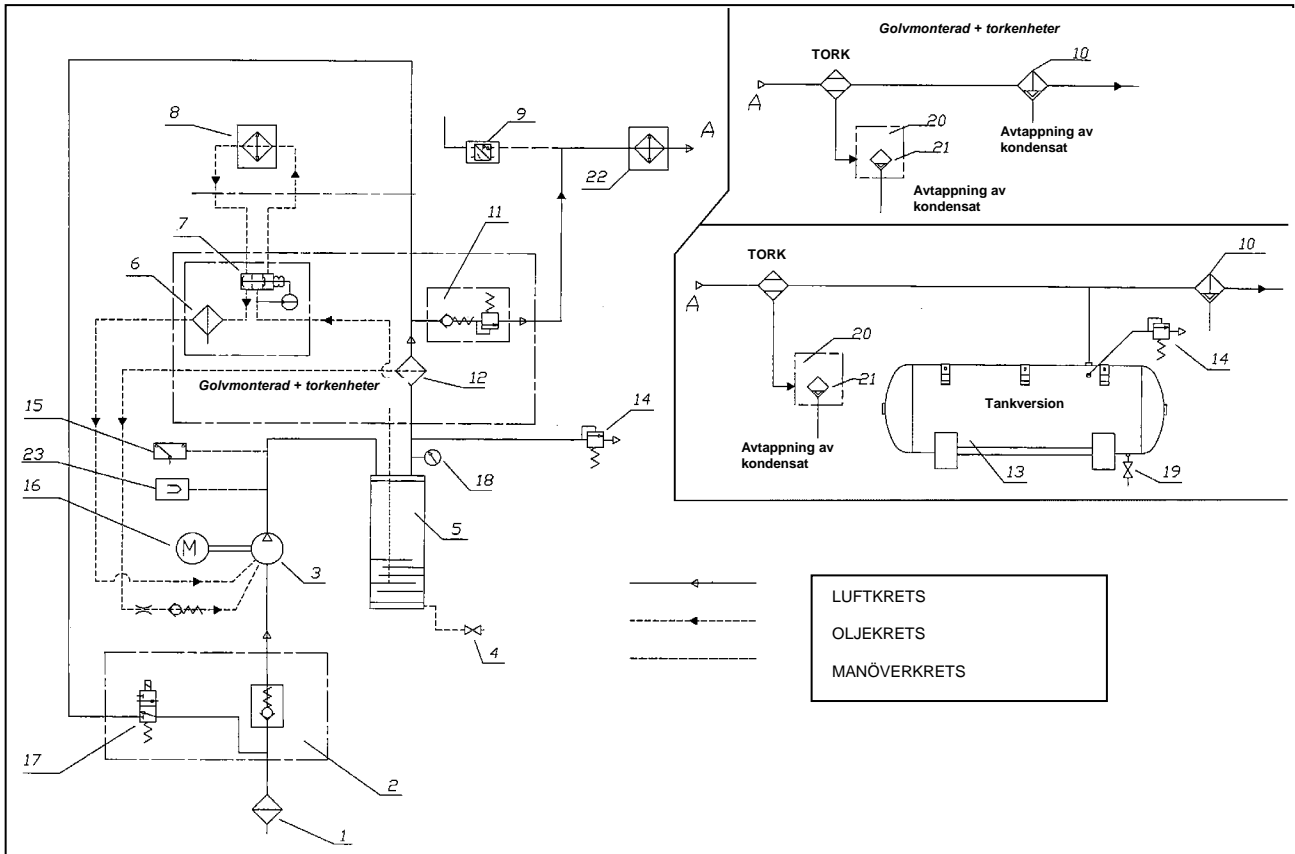 8
9
A
22
7
11
6
Golvmonterad + torkenheter
12
15
14
23
18
16
M
5
3
4
17
2
1
Golvmonterad + torkenheter
TORK
10
A
20
Avtappning av
kondensat
21
Avtappning av
kondensat
TORK
10
A
20
14
21
Tankversion
Avtappning av
kondensat
13
19
LUFTKRETS
OLJEKRETS
MANÖVERKRETS